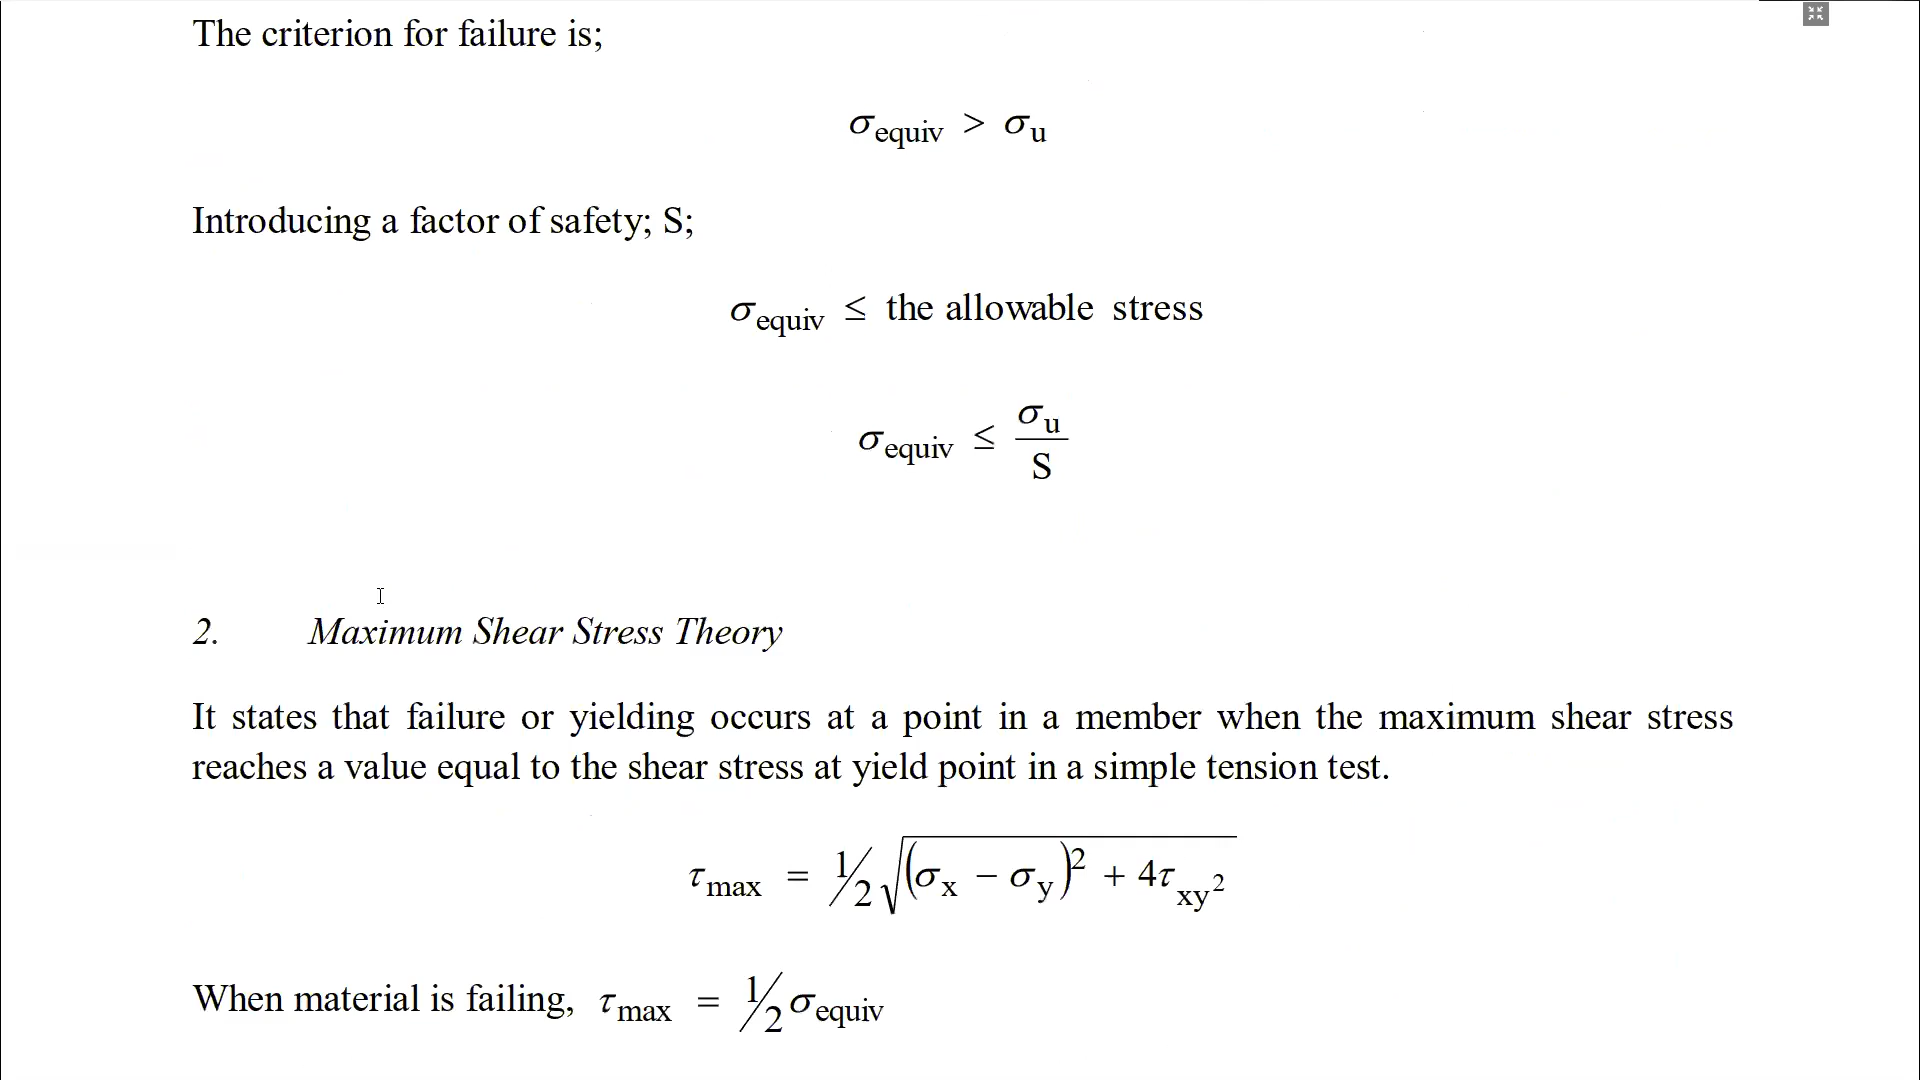 The criterion for failure is;
σequiv > σu
Introducing a factor of safety; S;
σequiv ≤ the allowable stress
σequiv ≤ σu/S
2. Maximum Shear Stress Theory
It states that failure or yielding occurs at a point in a member when the maximum shear stress
reaches a value equal to the shear stress at yield point in a simple tension test.
τmax = ½√(σx − σy)² + 4τxy²
When material is failing, τmax = ½σequiv